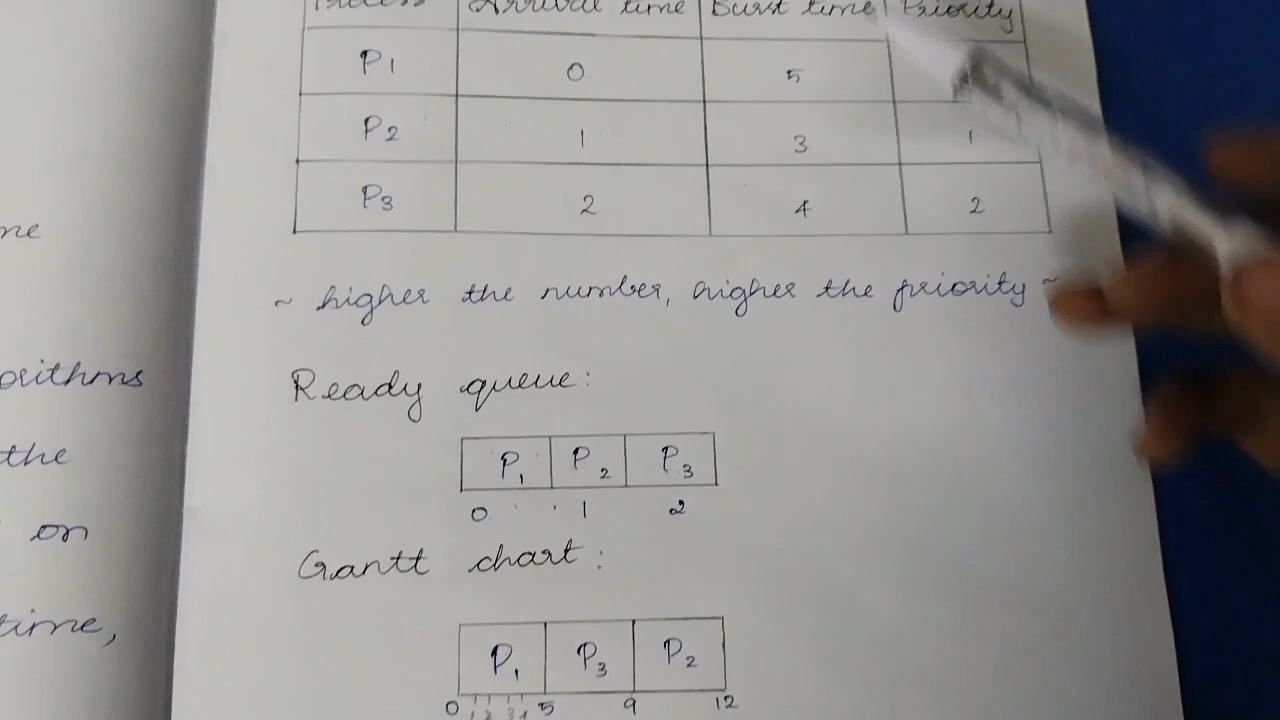 Process Arrival time Burst time Priority
P1 0 5
P2 1 3 1
P3 2 4 2
~ higher the number, higher the priority ~
Ready queue:
P1 P2 P3
0 1 2
Gantt chart:
P1 P3 P2
0 1 2 3 4 5 9 12
ne
orithms
the
on
time,